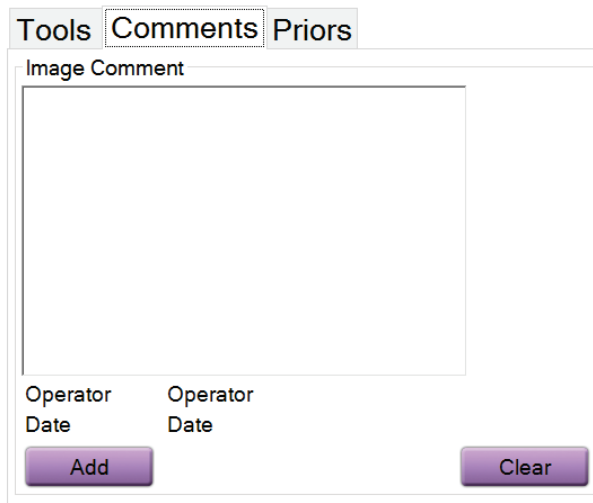 Tools Comments Priors
Image Comment
Operator Operator
Date Date
Add Clear